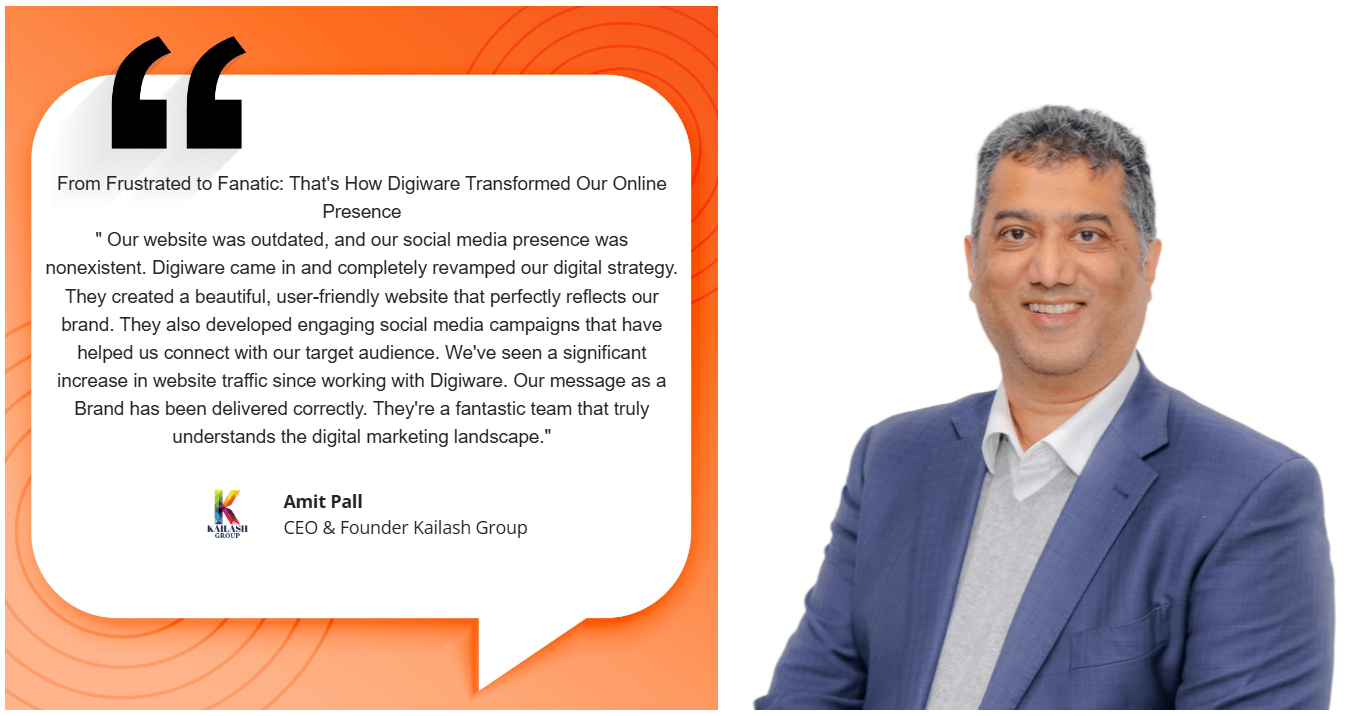 From Frustrated to Fanatic: That's How Digiware Transformed Our Online
Presence
" Our website was outdated, and our social media presence was
nonexistent. Digiware came in and completely revamped our digital strategy.
They created a beautiful, user-friendly website that perfectly reflects our
brand. They also developed engaging social media campaigns that have
helped us connect with our target audience. We've seen a significant
increase in website traffic since working with Digiware. Our message as a
Brand has been delivered correctly. They're a fantastic team that truly
understands the digital marketing landscape."
K
KAILASH
GROUP
Amit Pall
CEO & Founder Kailash Group